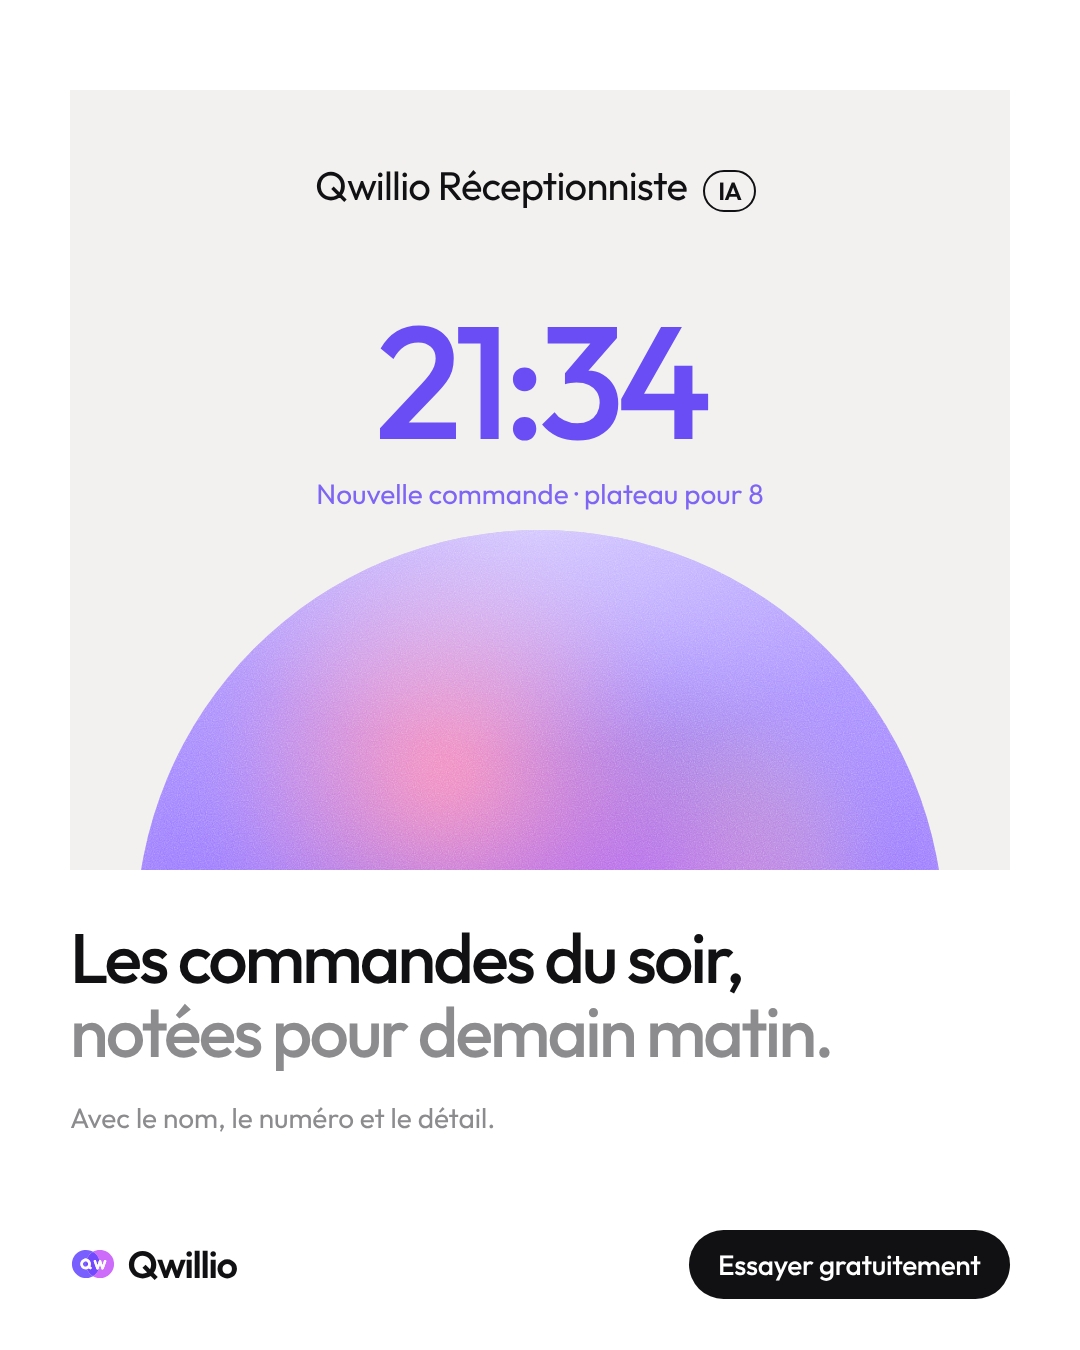 Qwillio Réceptionniste IA
21:34
Nouvelle commande · plateau pour 8
Les commandes du soir,
notées pour demain matin.
Avec le nom, le numéro et le détail.
QW Qwillio
Essayer gratuitement